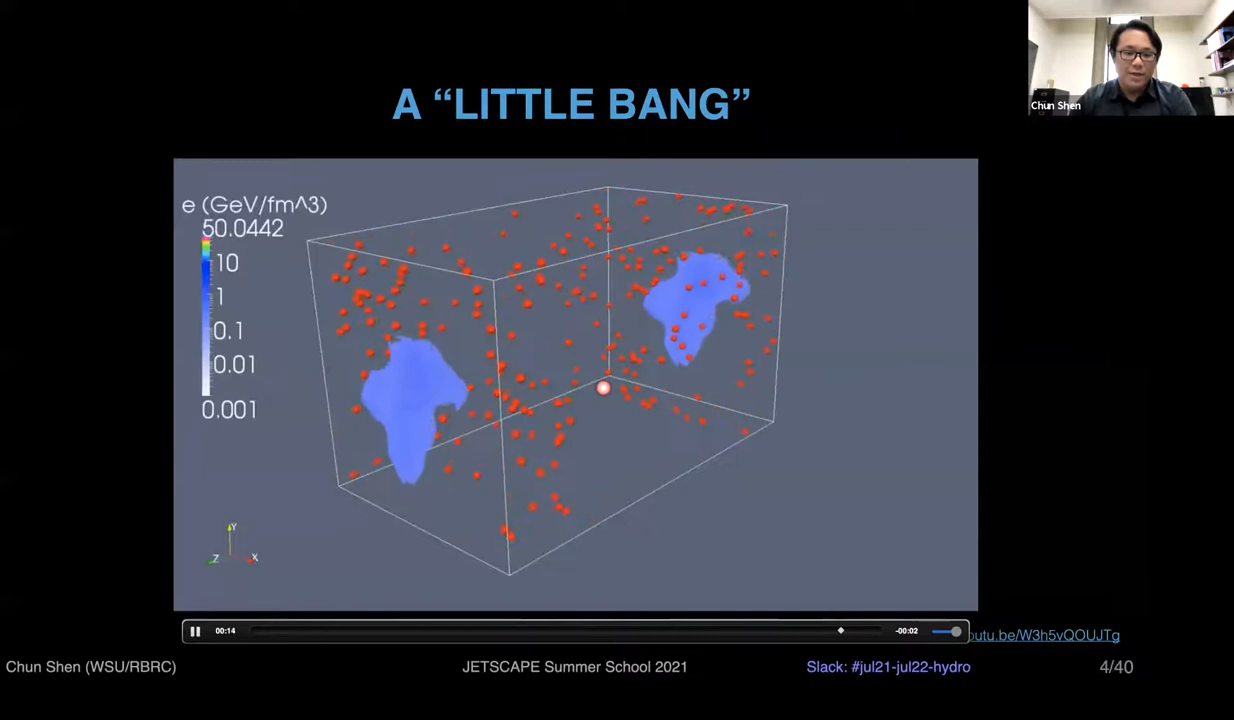 Chun Shen
A “LITTLE BANG”
e (GeV/fm^3)
50.0442
10
1
0.1
0.01
0.001
Y
Z
X
00:14
-00:02
outu.be/W3h5vQOUJTg
Chun Shen (WSU/RBRC)
JETSCAPE Summer School 2021
Slack: #jul21-jul22-hydro
4/40